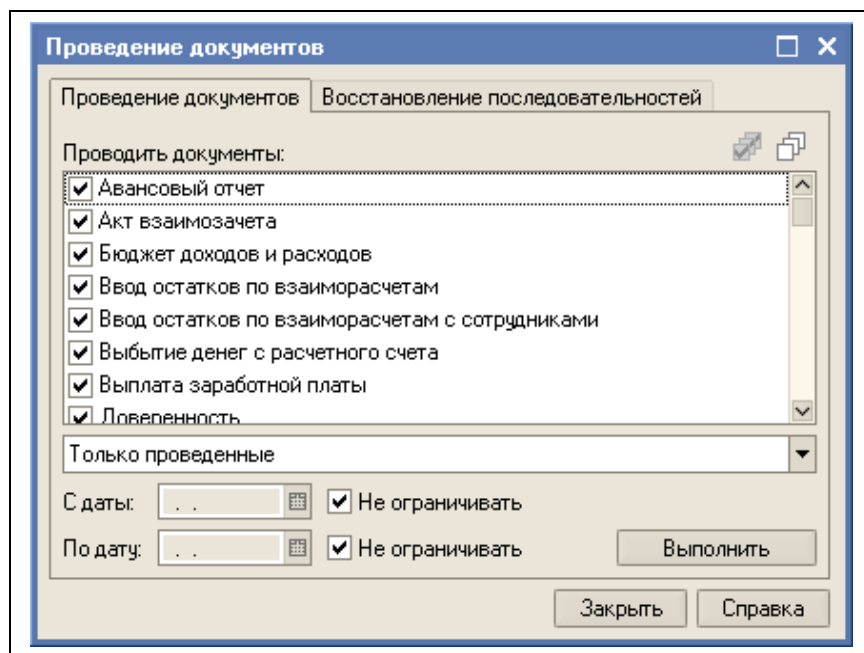 Проведение документов
Проведение документов Восстановление последовательностей
Проводить документы:
Авансовый отчет
Акт взаимозачета
Бюджет доходов и расходов
Ввод остатков по взаиморасчетам
Ввод остатков по взаиморасчетам с сотрудниками
Выбытие денег с расчетного счета
Выплата заработной платы
Доверенность
Только проведенные
С даты: . . Не ограничивать
По дату: . . Не ограничивать Выполнить
Закрыть Справка